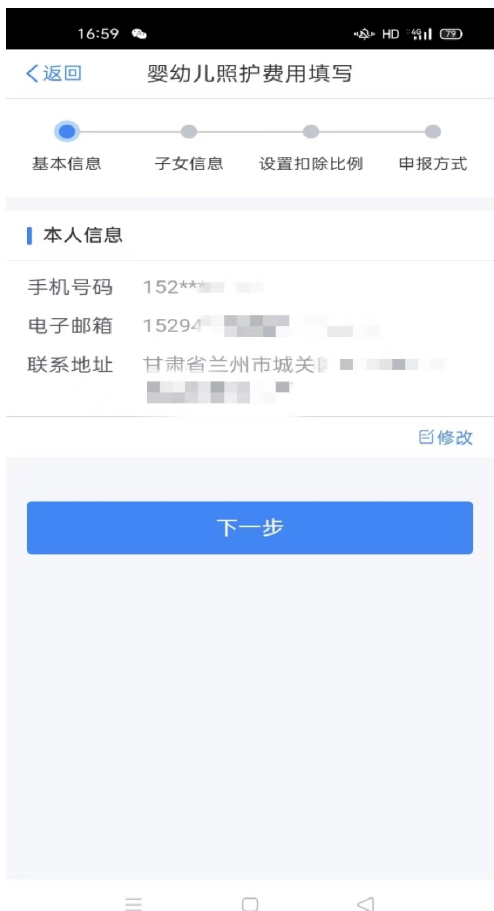 16:59
HD 4G 79
返回
婴幼儿照护费用填写
基本信息 子女信息 设置扣除比例 申报方式
本人信息
手机号码 152**
电子邮箱 15294
联系地址 甘肃省兰州市城关
修改
下一步